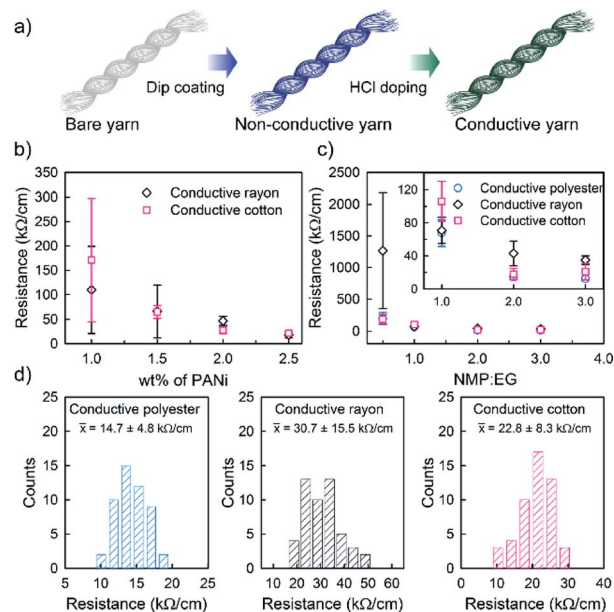 a)
Dip coating
HCl doping
Bare yarn
Non-conductive yarn
Conductive yarn
b)
350
300
250
200
150
100
50
0
Resistance (kΩ/cm)
Conductive rayon
Conductive cotton
1.0
1.5
2.0
2.5
wt% of PANi
c)
2500
2000
1500
1000
500
0
Resistance (kΩ/cm)
120
80
40
0
Conductive polyester
Conductive rayon
Conductive cotton
1.0
2.0
3.0
1.0
2.0
3.0
4.0
NMP:EG
d)
25
20
15
10
5
0
Counts
Conductive polyester
x̅ = 14.7 ± 4.8 kΩ/cm
5
10
15
20
25
Resistance (kΩ/cm)
25
20
15
10
5
0
Counts
Conductive rayon
x̅ = 30.7 ± 15.5 kΩ/cm
10
20
30
40
50
60
Resistance (kΩ/cm)
25
20
15
10
5
0
Counts
Conductive cotton
x̅ = 22.8 ± 8.3 kΩ/cm
0
10
20
30
40
Resistance (kΩ/cm)